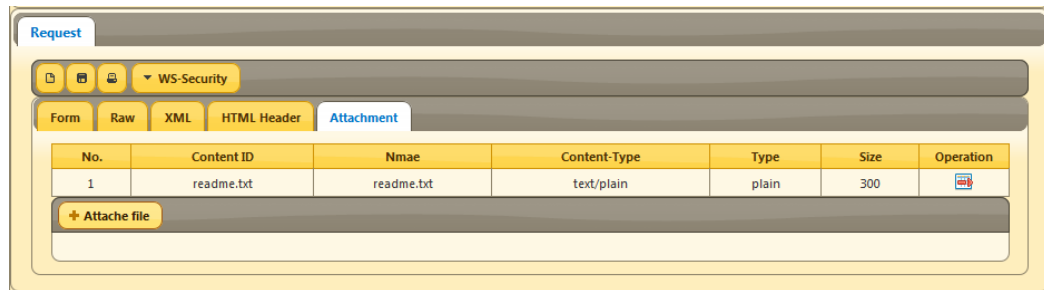 Request
WS-Security
Form Raw XML HTML Header Attachment
No. Content ID Nmae Content-Type Type Size Operation
1 readme.txt readme.txt text/plain plain 300
Attache file